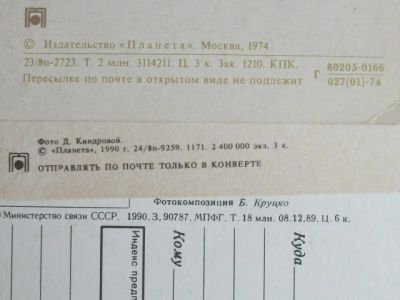 © Издательство «Планета». Москва, 1974
23/8п-2723. Т. 2 млн. 3114211. Ц. 3 к. Зак. 1210. КПК.
Пересылке по почте в открытом виде не подлежит
Г 80205-0166
027(01)-74
Фото Д. Киндровой.
© «Планета», 1990 г. 24/8п-9259. 1171. 2 400 000 экз. 3 к.
ОТПРАВЛЯТЬ ПО ПОЧТЕ ТОЛЬКО В КОНВЕРТЕ
Фотокомпозиция Б. Круцко
Министерство связи СССР, 1990. З. 90787. МПФГ. Т. 18 млн. 08.12.89. Ц. 6 к.
Индекс предп
Кому
Куда